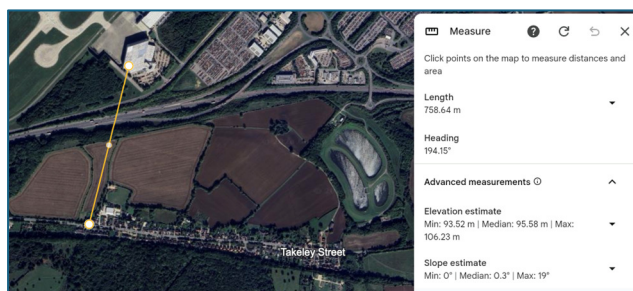 Measure
Click points on the map to measure distances and
area
Length
758.64 m
Heading
194.15°
Advanced measurements
Elevation estimate
Min: 93.52 m | Median: 95.58 m | Max:
106.23 m
Slope estimate
Min: 0° | Median: 0.3° | Max: 19°
Takeley Street